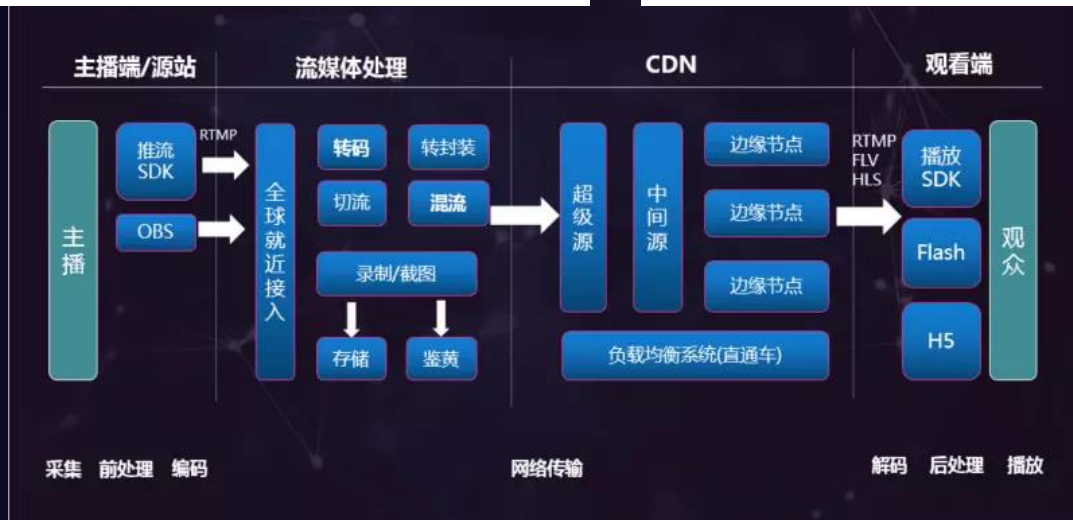 主播端/源站
流媒体处理
CDN
观看端
主播
推流
SDK
OBS
RTMP
全球就近接入
转码
转封装
切流
混流
录制/截图
存储
鉴黄
超级源
中间源
边缘节点
边缘节点
边缘节点
负载均衡系统(直通车)
RTMP
FLV
HLS
播放
SDK
Flash
H5
观众
采集 前处理 编码
网络传输
解码 后处理 播放